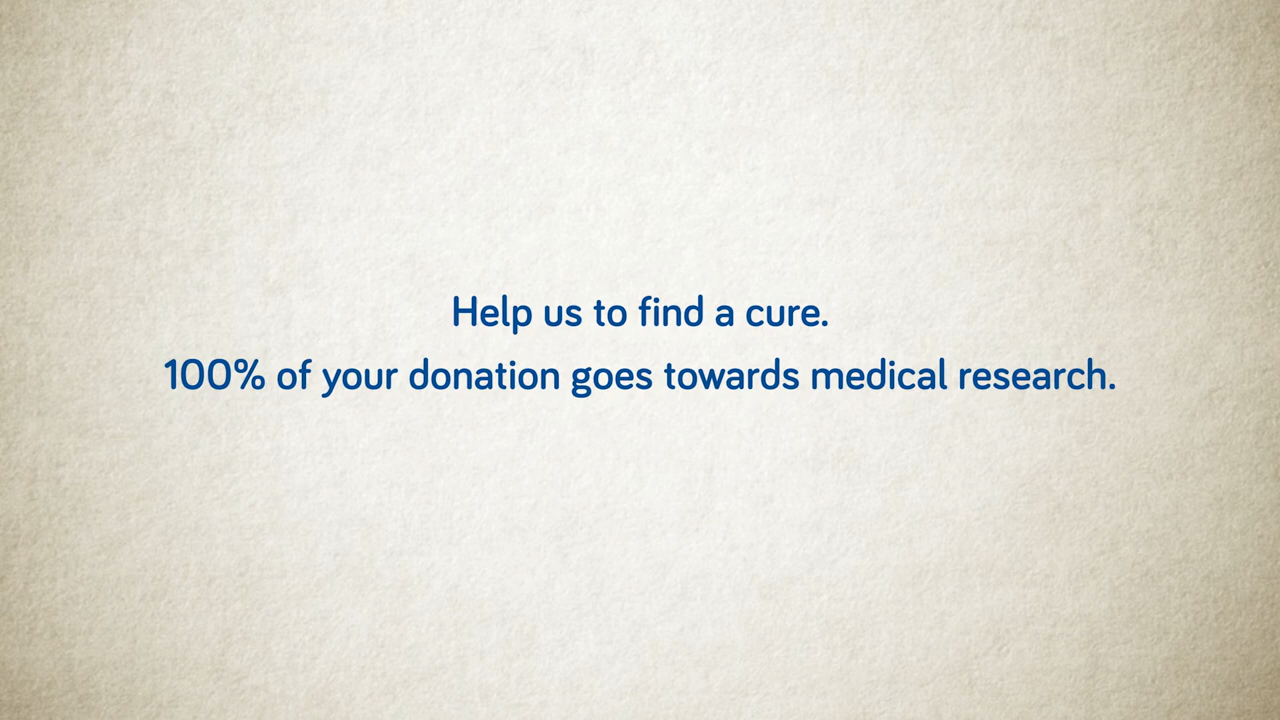 Help us to find a cure.
100% of your donation goes towards medical research.